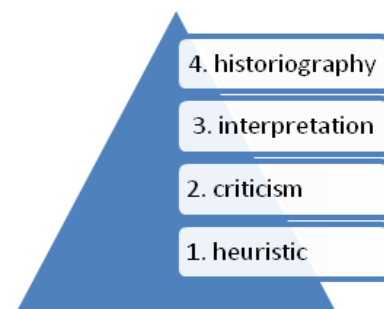 4. historiography
3. interpretation
2. criticism
1. heuristic